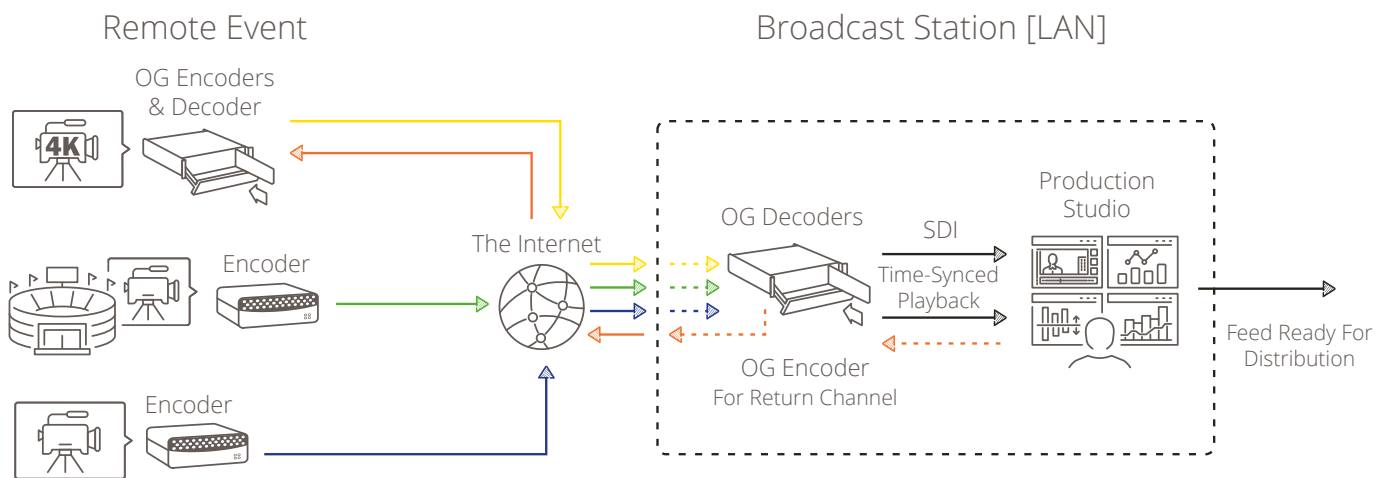 Remote Event
Broadcast Station [LAN]
OG Encoders
& Decoder
4K
Encoder
Encoder
The Internet
OG Decoders
SDI
Time-Synced
Playback
OG Encoder
For Return Channel
Production
Studio
Feed Ready For
Distribution